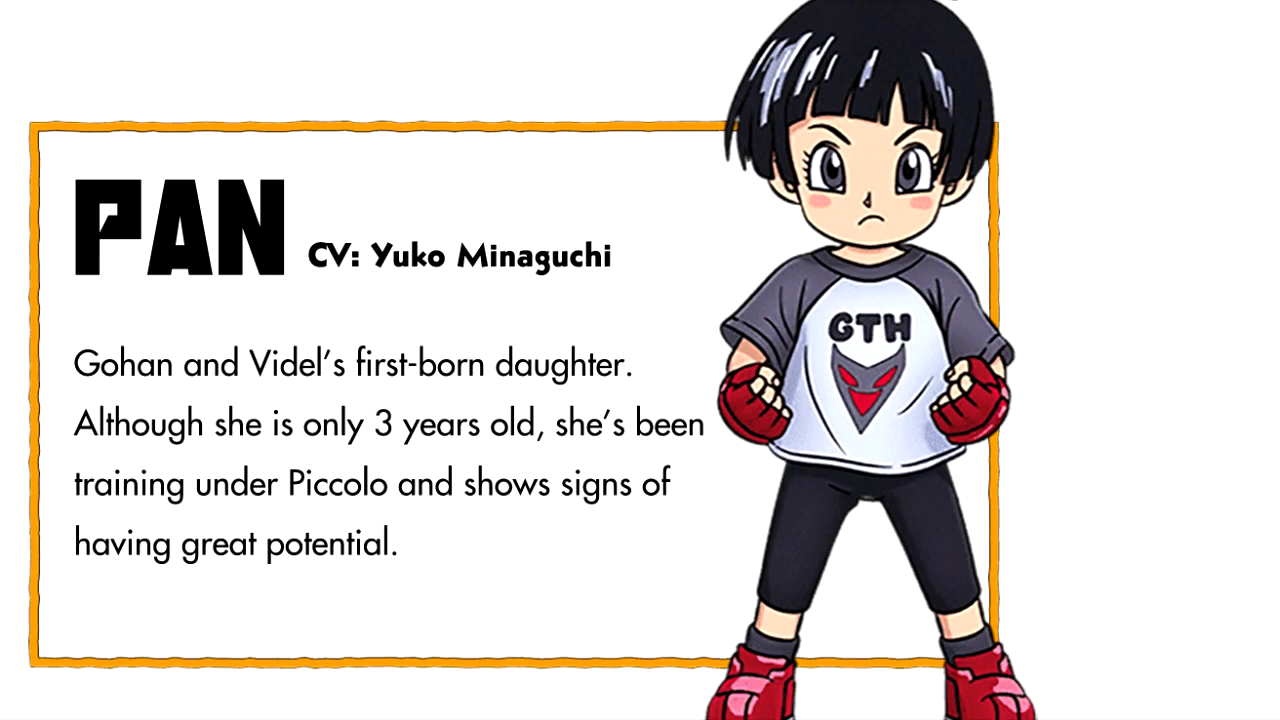 PAN
CV: Yuko Minaguchi
Gohan and Videl's first-born daughter.
Although she is only 3 years old, she's been
training under Piccolo and shows signs of
having great potential.
GTH